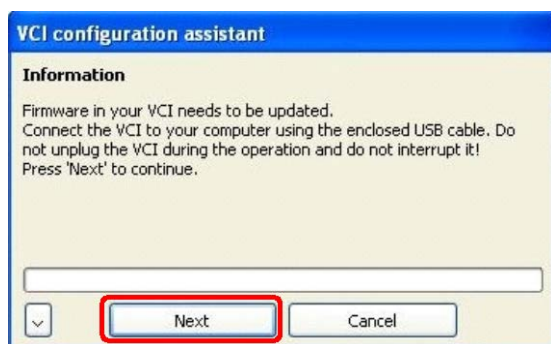 VCI configuration assistant
Information
Firmware in your VCI needs to be updated.
Connect the VCI to your computer using the enclosed USB cable. Do
not unplug the VCI during the operation and do not interrupt it!
Press 'Next' to continue.
Next
Cancel